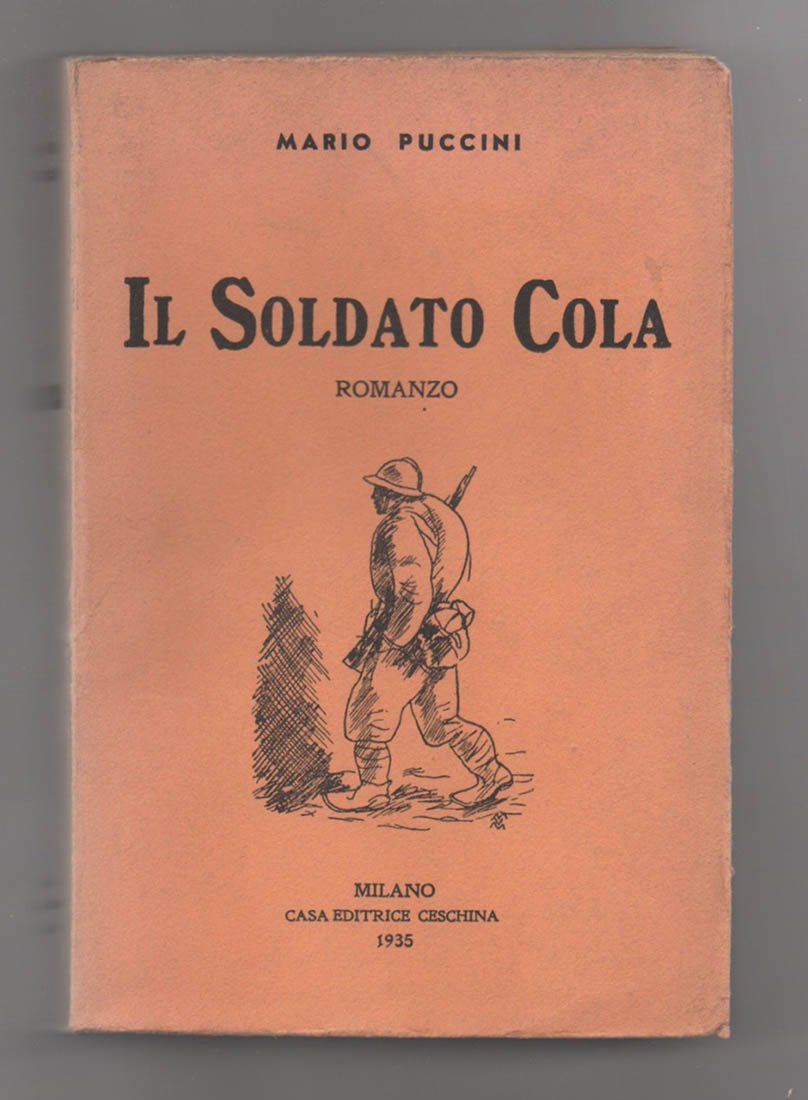 MARIO PUCCINI
IL SOLDATO COLA
ROMANZO
MILANO
CASA EDITRICE CESCHINA
1935